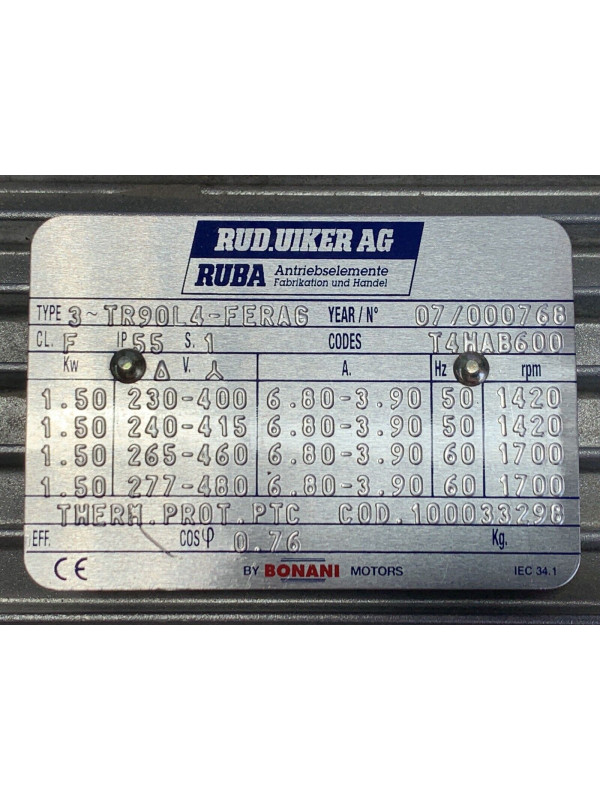 RUD.UIKER AG
RUBA Antriebselemente
Fabrikation und Handel
TYPE 3~TR90L4-FERAG YEAR/N° 07/000768
CL. F IP 55 S. 1 CODES T4HAB600
Kw Δ V. Y A. Hz rpm
1.50 230-400 6.80-3.90 50 1420
1.50 240-415 6.80-3.90 50 1420
1.50 265-460 6.80-3.90 60 1700
1.50 277-480 6.80-3.90 60 1700
THERM.PROT.PTC COD.100033298
EFF. COSφ 0.76 Kg.
CE BY BONANI MOTORS IEC 34.1